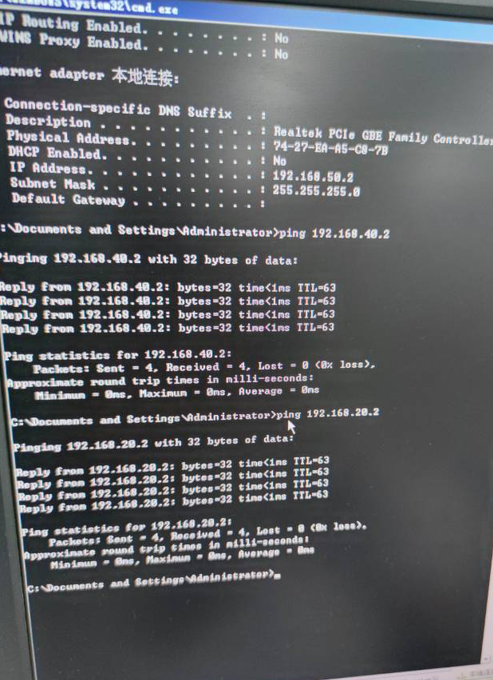 system32\cmd.exe
IP Routing Enabled. . . . . . . . : No
WINS Proxy Enabled. . . . . . . . : No
ernet adapter 本地连接:
Connection-specific DNS Suffix . :
Description . . . . . . . . . . . : Realtek PCIe GBE Family Controller
Physical Address. . . . . . . . . : 74-27-EA-A5-C8-7B
DHCP Enabled. . . . . . . . . . . : No
IP Address. . . . . . . . . . . . : 192.168.50.2
Subnet Mask . . . . . . . . . . . : 255.255.255.0
Default Gateway . . . . . . . . . :
:\Documents and Settings\Administrator>ping 192.168.40.2
Pinging 192.168.40.2 with 32 bytes of data:
Reply from 192.168.40.2: bytes=32 time<1ms TTL=63
Reply from 192.168.40.2: bytes=32 time<1ms TTL=63
Reply from 192.168.40.2: bytes=32 time<1ms TTL=63
Reply from 192.168.40.2: bytes=32 time<1ms TTL=63
Ping statistics for 192.168.40.2:
Packets: Sent = 4, Received = 4, Lost = 0 (0% loss),
Approximate round trip times in milli-seconds:
Minimum = 0ms, Maximum = 0ms, Average = 0ms
C:\Documents and Settings\Administrator>ping 192.168.20.2
Pinging 192.168.20.2 with 32 bytes of data:
Reply from 192.168.20.2: bytes=32 time<1ms TTL=63
Reply from 192.168.20.2: bytes=32 time<1ms TTL=63
Reply from 192.168.20.2: bytes=32 time<1ms TTL=63
Reply from 192.168.20.2: bytes=32 time<1ms TTL=63
Ping statistics for 192.168.20.2:
Packets: Sent = 4, Received = 4, Lost = 0 (0% loss),
Approximate round trip times in milli-seconds:
Minimum = 0ms, Maximum = 0ms, Average = 0ms
C:\Documents and Settings\Administrator>_